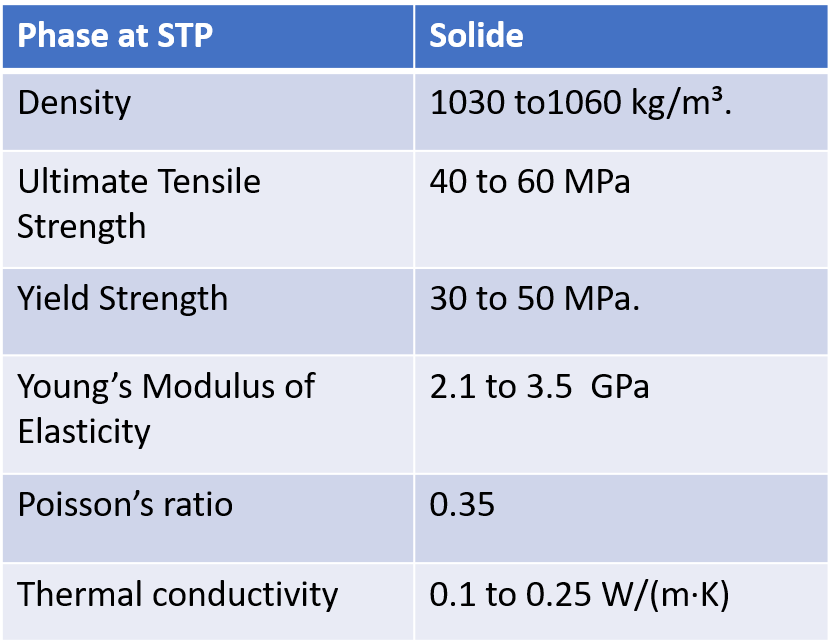 Phase at STP Solide
Density 1030 to1060 kg/m³.
Ultimate Tensile 40 to 60 MPa
Strength
Yield Strength 30 to 50 MPa.
Young’s Modulus of 2.1 to 3.5  GPa
Elasticity
Poisson’s ratio 0.35
Thermal conductivity 0.1 to 0.25 W/(m·K)